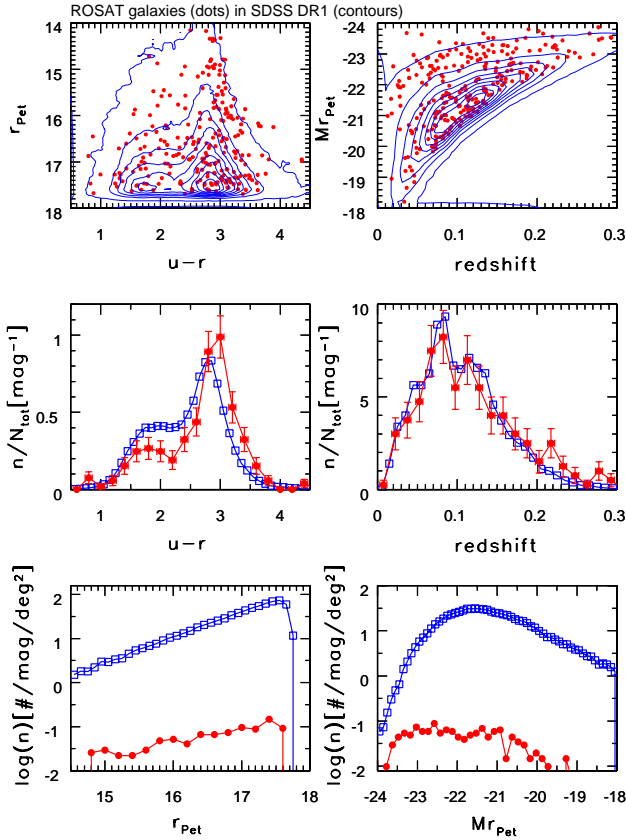 ROSAT galaxies (dots) in SDSS DR1 (contours)
14
15
16
17
18
r_Pet
1 2 3 4
u-r
-24
-23
-22
-21
-20
-19
-18
Mr_Pet
0 0.1 0.2 0.3
redshift
1
0.5
0
n/N_tot[mag⁻¹]
1 2 3 4
u-r
10
5
0
n/N_tot[mag⁻¹]
0 0.1 0.2 0.3
redshift
2
1
0
-1
-2
log(n)[#/mag/deg²]
15 16 17 18
r_Pet
2
1
0
-1
-2
log(n)[#/mag/deg²]
-24 -23 -22 -21 -20 -19 -18
Mr_Pet